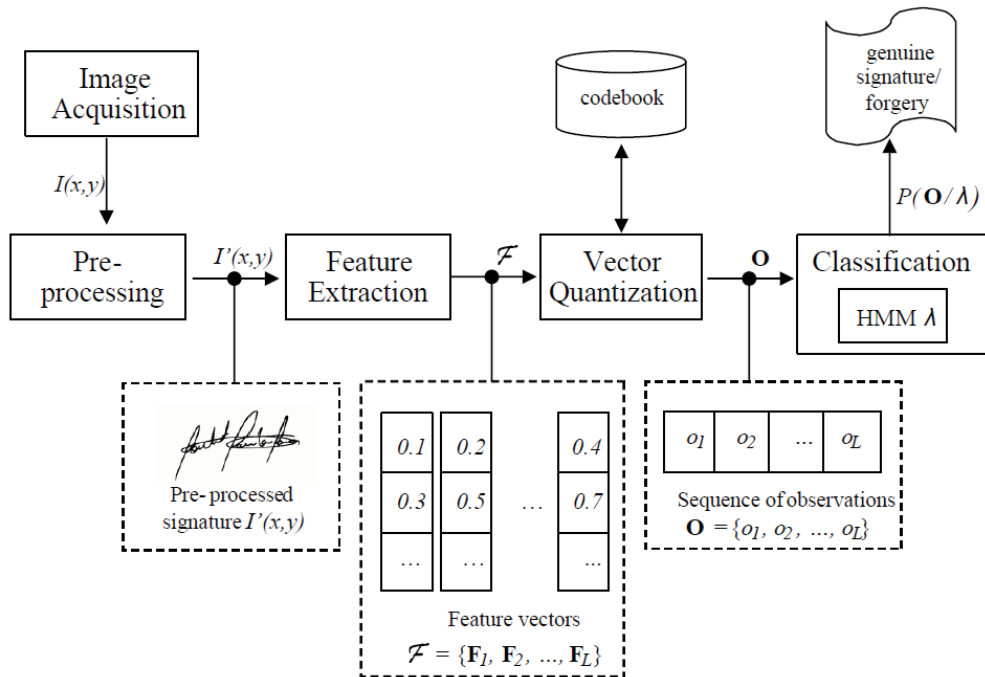 Image
Acquisition
I(x,y)
Pre-
processing
I'(x,y)
Feature
Extraction
ℱ
codebook
Vector
Quantization
O
genuine
signature/
forgery
P(O/λ)
Classification
HMM λ
Pre- processed
signature I'(x,y)
0.1 0.2 0.4
0.3 0.5 ... 0.7
... ... ...
Feature vectors
ℱ = {F1, F2, ..., FL}
o1 o2 ... oL
Sequence of observations
O = {o1, o2, ..., oL}